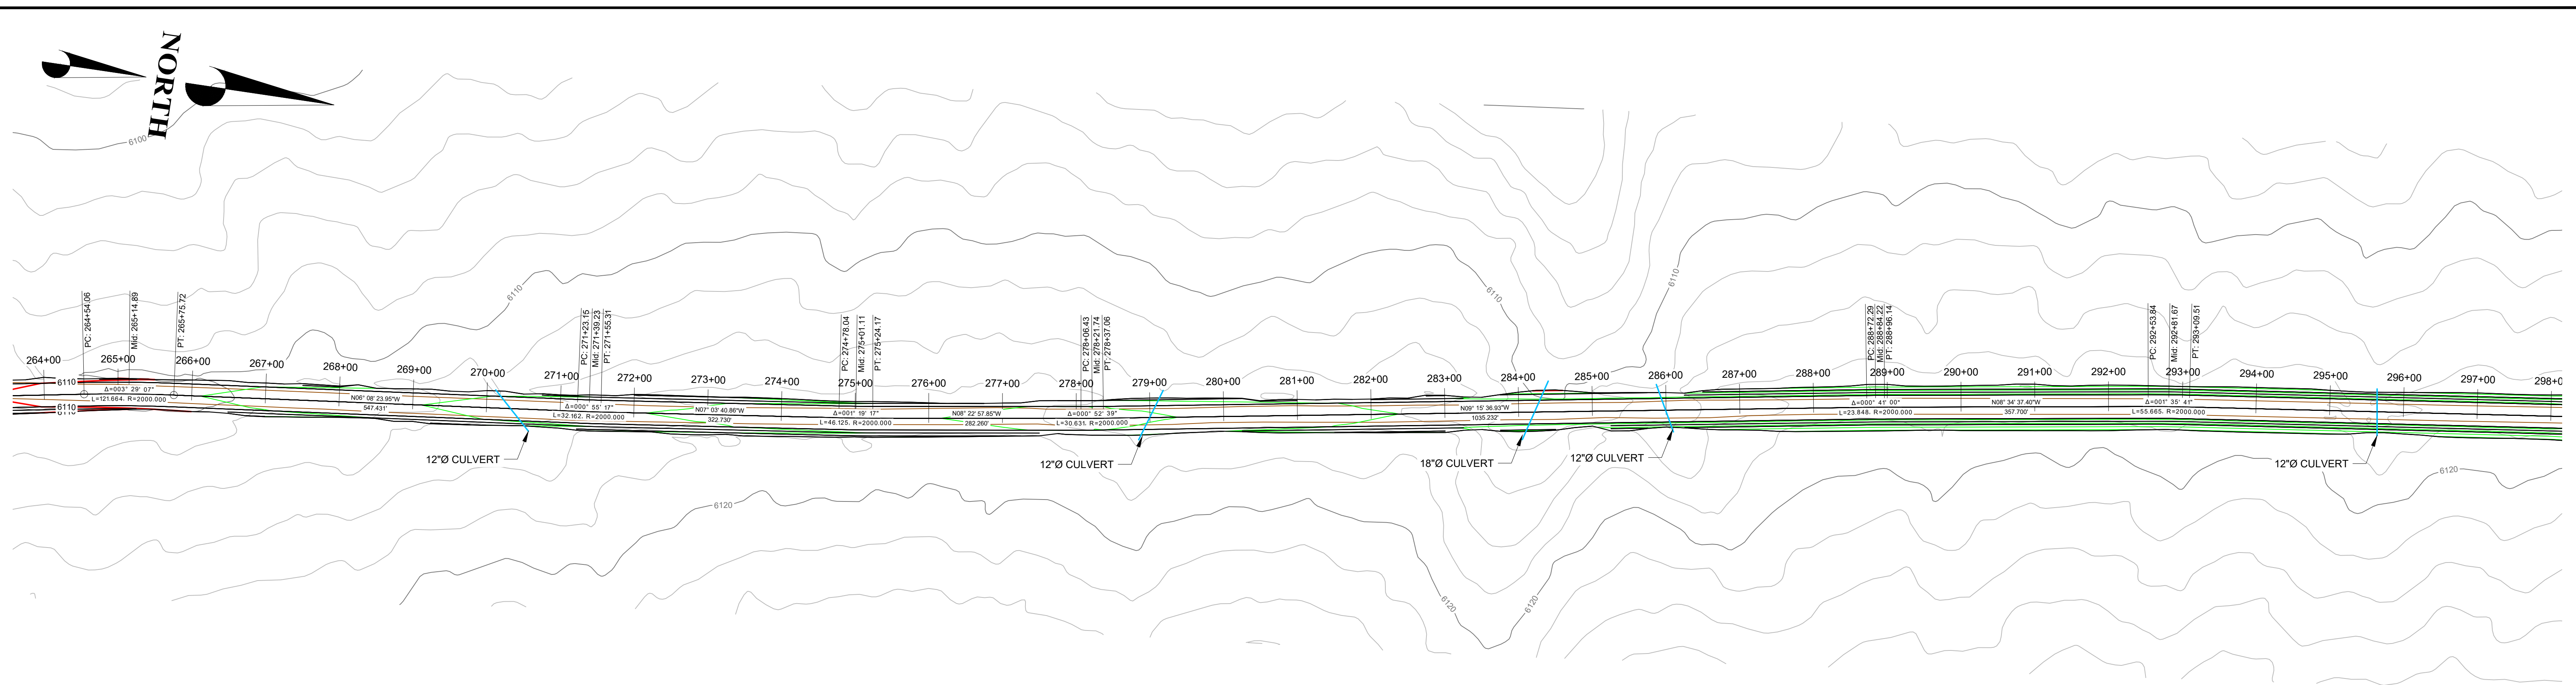 NORTH
6100
6110
6110
6110
6110
6110
6120
6120
6120
6120
PC: 264+54.06
Mid: 265+14.89
PT: 265+75.72
PC: 271+23.15
Mid: 271+39.23
PT: 271+55.31
PC: 274+78.04
Mid: 275+01.11
PT: 275+24.17
PC: 278+06.43
Mid: 278+21.74
PT: 278+37.06
PC: 288+72.29
Mid: 288+84.22
PT: 288+96.14
PC: 292+53.84
Mid: 292+81.67
PT: 293+09.51
264+00
265+00
266+00
267+00
268+00
269+00
270+00
271+00
272+00
273+00
274+00
275+00
276+00
277+00
278+00
279+00
280+00
281+00
282+00
283+00
284+00
285+00
286+00
287+00
288+00
289+00
290+00
291+00
292+00
293+00
294+00
295+00
296+00
297+00
Δ=003° 29' 07"
L=121.664. R=2000.000
N06° 08' 23.95"W
547.431'
Δ=000° 55' 17"
L=32.162. R=2000.000
N07° 03' 40.86"W
322.730'
Δ=001° 19' 17"
L=46.125. R=2000.000
N08° 22' 57.85"W
282.260'
Δ=000° 52' 39"
L=30.631. R=2000.000
N09° 15' 36.93"W
1035.232'
Δ=000° 41' 00"
L=23.848. R=2000.000
N08° 34' 37.40"W
357.700'
Δ=001° 35' 41"
L=55.665. R=2000.000
12"Ø CULVERT
12"Ø CULVERT
18"Ø CULVERT
12"Ø CULVERT
12"Ø CULVERT